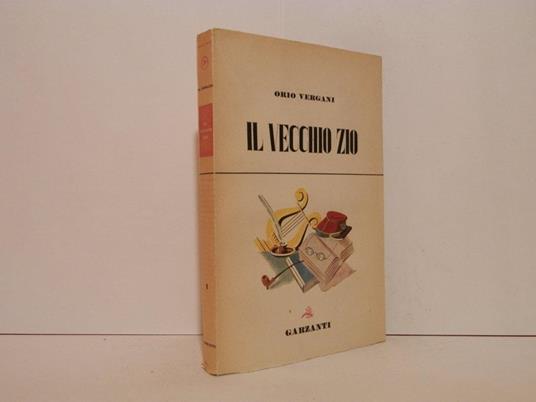 ORIO VERGANI
IL VECCHIO ZIO
GARZANTI